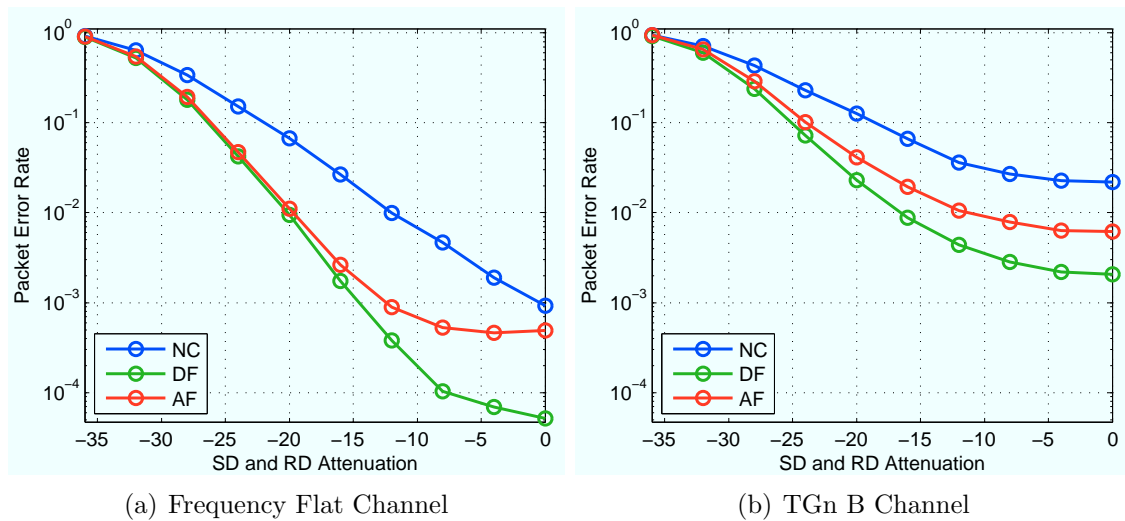 10^0
10^-1
10^-2
10^-3
10^-4
Packet Error Rate
NC
DF
AF
−35 −30 −25 −20 −15 −10 −5 0
SD and RD Attenuation
(a) Frequency Flat Channel
10^0
10^-1
10^-2
10^-3
10^-4
Packet Error Rate
NC
DF
AF
−35 −30 −25 −20 −15 −10 −5 0
SD and RD Attenuation
(b) TGn B Channel